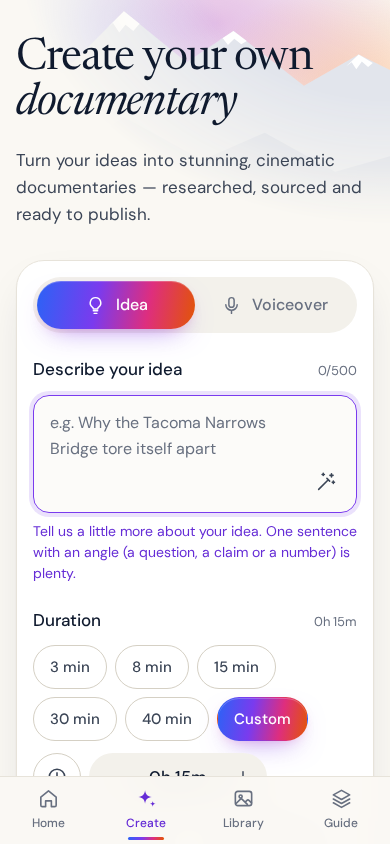 Create your own
documentary
Turn your ideas into stunning, cinematic
documentaries — researched, sourced and
ready to publish.
Idea
Voiceover
Describe your idea
0/500
e.g. Why the Tacoma Narrows
Bridge tore itself apart
Tell us a little more about your idea. One sentence
with an angle (a question, a claim or a number) is
plenty.
Duration
0h 15m
3 min
8 min
15 min
30 min
40 min
Custom
0h 15m
Home
Create
Library
Guide